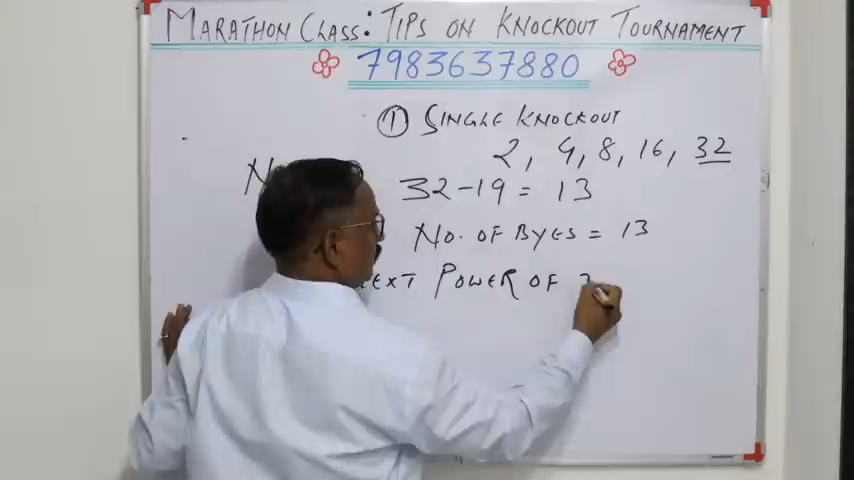 MARATHON CLASS: TIPS ON KNOCKOUT TOURNAMENT
7983637880
① SINGLE KNOCKOUT
2, 4, 8, 16, 32
32-19 = 13
NO. OF BYES = 13
POWER OF